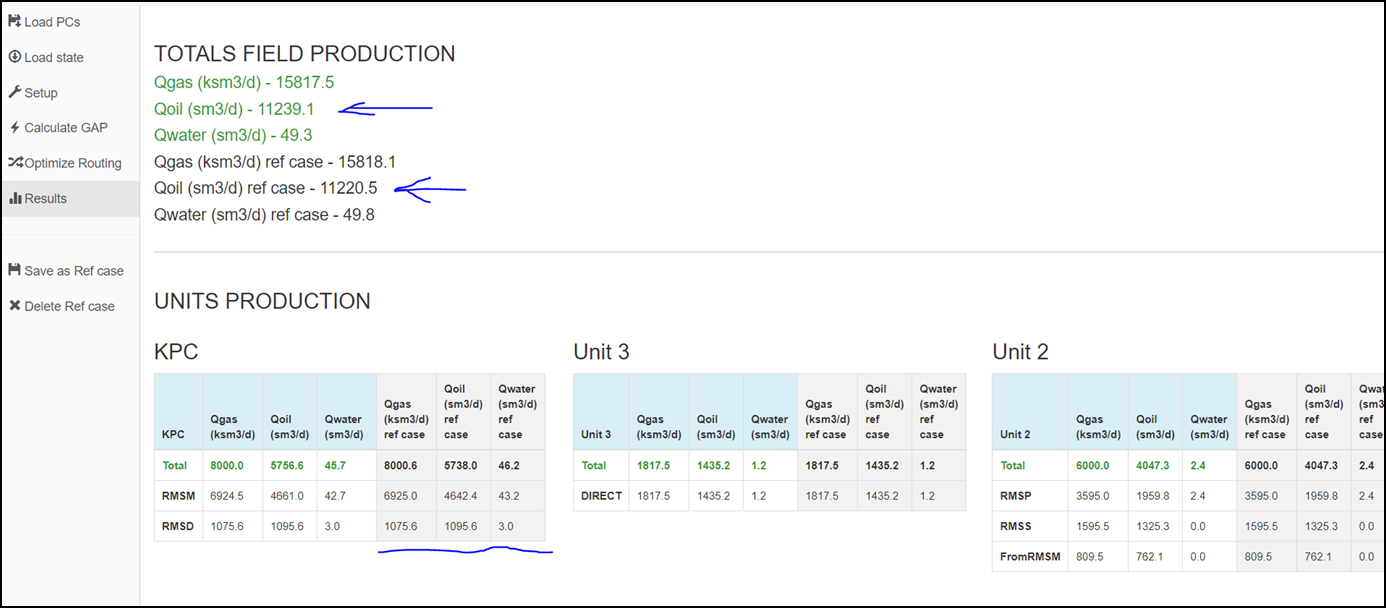 Load PCs
Load state
Setup
Calculate GAP
Optimize Routing
Results
Save as Ref case
Delete Ref case
TOTALS FIELD PRODUCTION
Qgas (ksm3/d) - 15817.5
Qoil (sm3/d) - 11239.1
Qwater (sm3/d) - 49.3
Qgas (ksm3/d) ref case - 15818.1
Qoil (sm3/d) ref case - 11220.5
Qwater (sm3/d) ref case - 49.8
UNITS PRODUCTION
KPC
KPC Qgas (ksm3/d) Qoil (sm3/d) Qwater (sm3/d) Qgas (ksm3/d) ref case Qoil (sm3/d) ref case Qwater (sm3/d) ref case
Total 8000.0 5756.6 45.7 8000.6 5738.0 46.2
RMSM 6924.5 4661.0 42.7 6925.0 4642.4 43.2
RMSD 1075.6 1095.6 3.0 1075.6 1095.6 3.0
Unit 3
Unit 3 Qgas (ksm3/d) Qoil (sm3/d) Qwater (sm3/d) Qgas (ksm3/d) ref case Qoil (sm3/d) ref case Qwater (sm3/d) ref case
Total 1817.5 1435.2 1.2 1817.5 1435.2 1.2
DIRECT 1817.5 1435.2 1.2 1817.5 1435.2 1.2
Unit 2
Unit 2 Qgas (ksm3/d) Qoil (sm3/d) Qwater (sm3/d) Qgas (ksm3/d) ref case Qoil (sm3/d) ref case Qwa (sm3 ref case
Total 6000.0 4047.3 2.4 6000.0 4047.3 2.4
RMSP 3595.0 1959.8 2.4 3595.0 1959.8 2.4
RMSS 1595.5 1325.3 0.0 1595.5 1325.3 0.0
FromRMSM 809.5 762.1 0.0 809.5 762.1 0.0